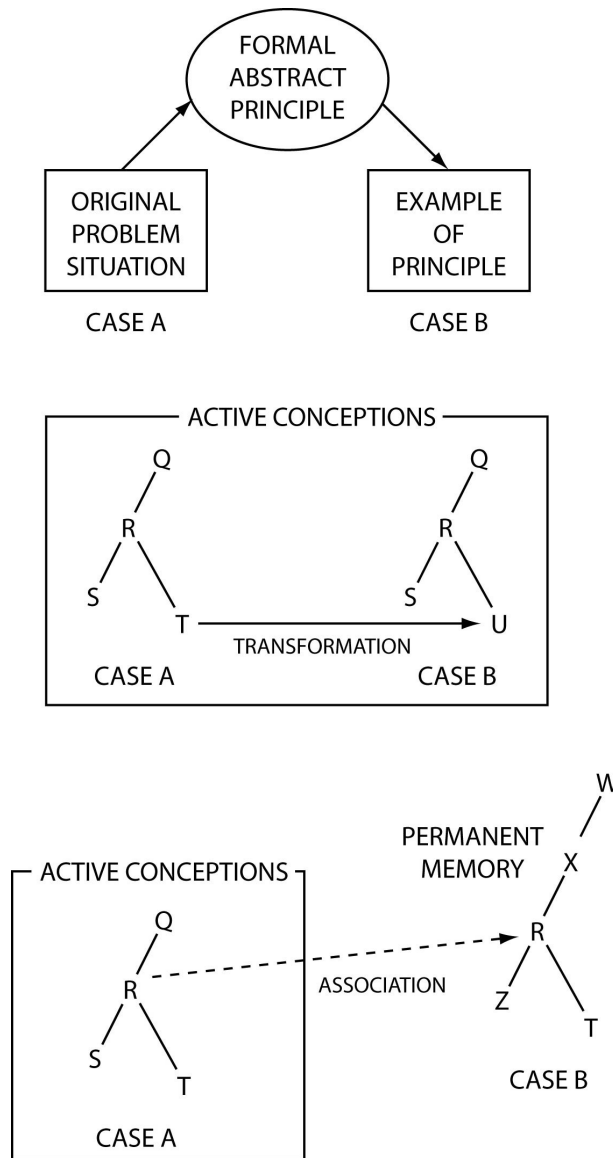 FORMAL
ABSTRACT
PRINCIPLE
ORIGINAL
PROBLEM
SITUATION
EXAMPLE
OF
PRINCIPLE
CASE A
CASE B
ACTIVE CONCEPTIONS
Q
Q
R
R
S
S
T
U
TRANSFORMATION
CASE A
CASE B
W
PERMANENT
MEMORY
X
ACTIVE CONCEPTIONS
Q
R
R
ASSOCIATION
S
Z
T
T
CASE B
CASE A